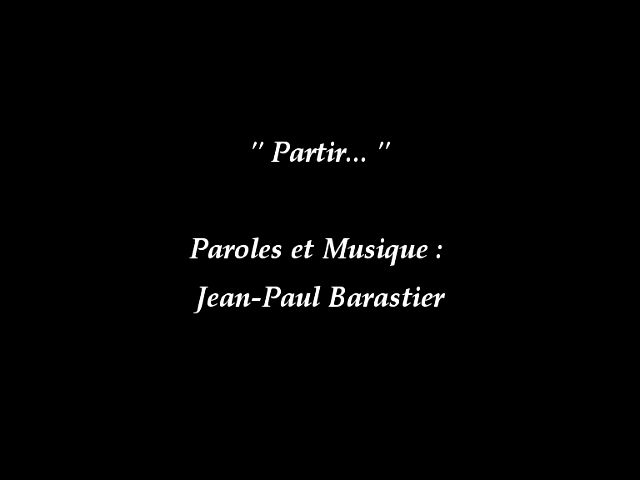 " Partir... "
Paroles et Musique :
Jean-Paul Barastier